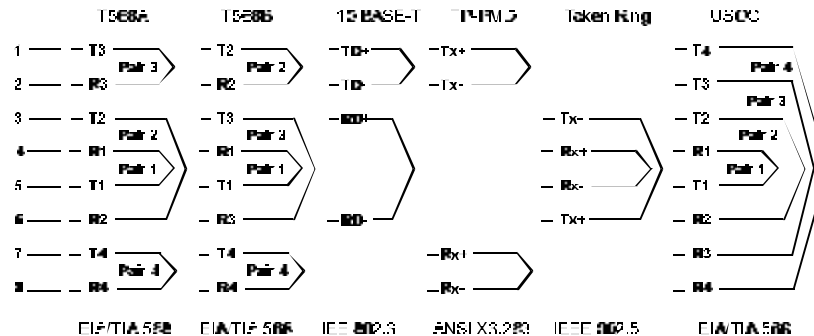 T568A T568B 10 BASE-T TP-PMD Taken Ring USOC
1 T3 T2 TD+ Tx+ T4
Pair 3 Pair 2 Pair 4
2 R3 R2 TD- Tx- T3
Pair 3
3 T2 T3 RD+ Tx- T2
Pair 2 Pair 3 Pair 2
4 R1 R1 Rx+ R1
Pair 1 Pair 1 Pair 1
5 T1 T1 Rx- T1
6 R2 R3 RD- Tx+ R2
7 T4 T4 Rx+ R3
Pair 4 Pair 4
8 R4 R4 Rx- R4
EIA/TIA 568 EIA/TIA 568 IEE 802.3 ANSI X3.263 IEEE 802.5 EIA/TIA 566